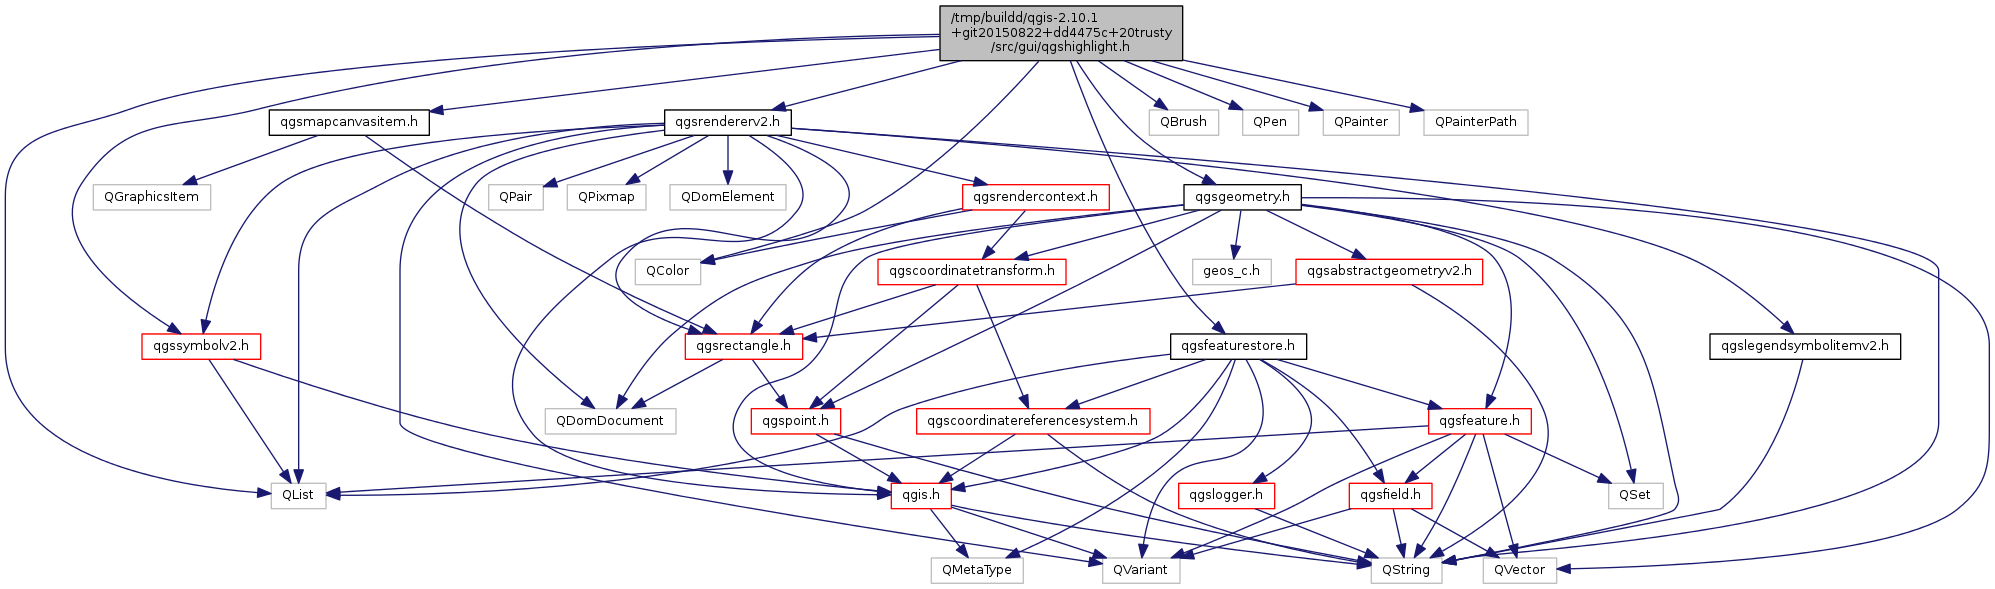 /tmp/buildd/qgis-2.10.1
+git20150822+dd4475c+20trusty
/src/gui/qgshighlight.h
qgsmapcanvasitem.h
qgsrendererv2.h
QBrush
QPen
QPainter
QPainterPath
QGraphicsItem
QPair
QPixmap
QDomElement
qgsrendercontext.h
qgsgeometry.h
QColor
qgscoordinatetransform.h
geos_c.h
qgsabstractgeometryv2.h
qgssymbolv2.h
qgsrectangle.h
qgsfeaturestore.h
qgslegendsymbolitemv2.h
QDomDocument
qgspoint.h
qgscoordinatereferencesystem.h
qgsfeature.h
QList
qgis.h
qgslogger.h
qgsfield.h
QSet
QMetaType
QVariant
QString
QVector